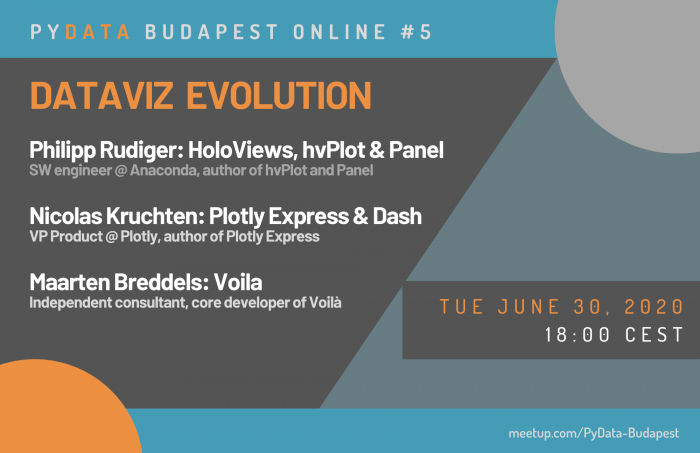 PYDATA BUDAPEST ONLINE #5
DATAVIZ EVOLUTION
Philipp Rudiger: HoloViews, hvPlot & Panel
SW engineer @ Anaconda, author of hvPlot and Panel
Nicolas Kruchten: Plotly Express & Dash
VP Product @ Plotly, author of Plotly Express
Maarten Breddels: Voila
Independent consultant, core developer of Voilà
TUE JUNE 30, 2020
18:00 CEST
meetup.com/PyData-Budapest